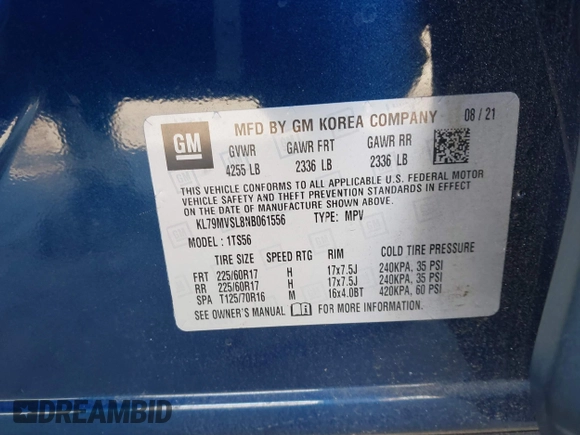 GM
MFD BY GM KOREA COMPANY 08/21
GVWR GAWR FRT GAWR RR
4255 LB 2336 LB 2336 LB
THIS VEHICLE CONFORMS TO ALL APPLICABLE U.S. FEDERAL MOTOR
VEHICLE SAFETY AND THEFT PREVENTION STANDARDS IN EFFECT
ON THE DATE OF MANUFACTURE SHOWN ABOVE.
KL79MVSL8NB061556 TYPE: MPV
MODEL: 1TS56
TIRE SIZE SPEED RTG RIM COLD TIRE PRESSURE
FRT 225/60R17 H 17x7.5J 240KPA, 35 PSI
RR 225/60R17 H 17x7.5J 240KPA, 35 PSI
SPA T125/70R16 M 16x4.0BT 420KPA, 60 PSI
SEE OWNER'S MANUAL FOR MORE INFORMATION.
DREAMBID